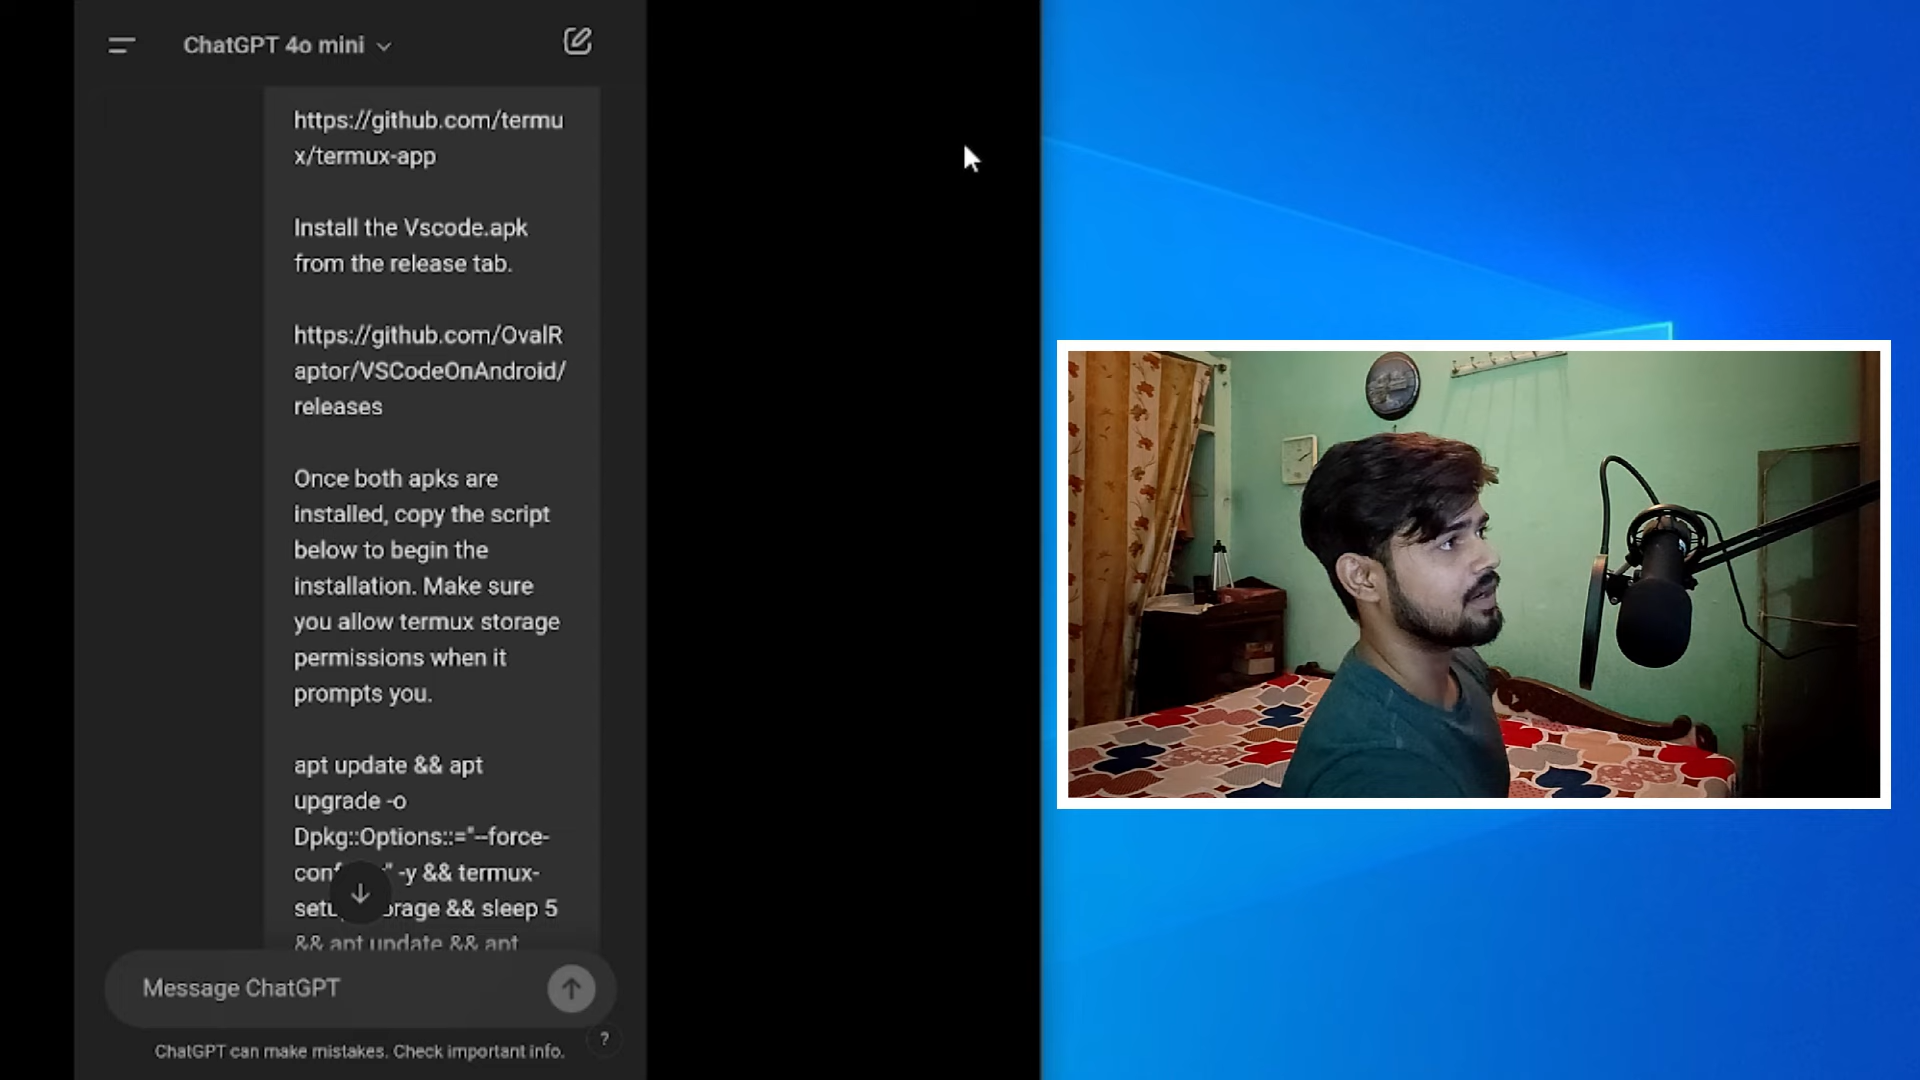 ChatGPT 4o mini
https://github.com/termu
x/termux-app
Install the Vscode.apk
from the release tab.
https://github.com/OvalR
aptor/VSCodeOnAndroid/
releases
Once both apks are
installed, copy the script
below to begin the
installation. Make sure
you allow termux storage
permissions when it
prompts you.
apt update && apt
upgrade -o
Dpkg::Options::="--force-
" -y && termux-
&& sleep 5
&& apt update && apt
Message ChatGPT
?
ChatGPT can make mistakes. Check important info.